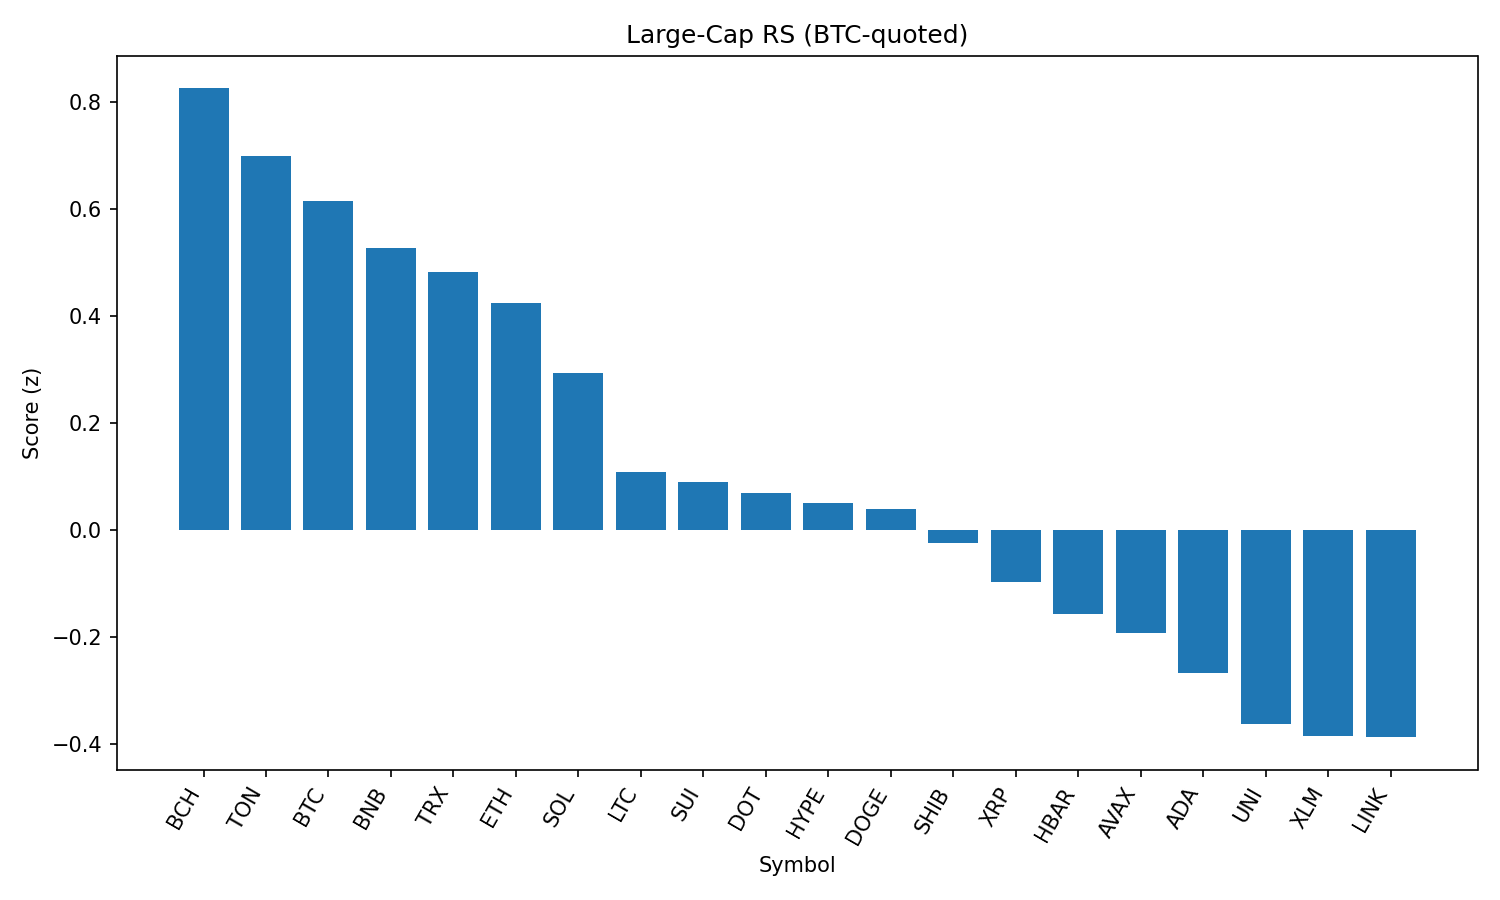 Large-Cap RS (BTC-quoted)
Score (z)
0.8
0.6
0.4
0.2
0.0
−0.2
−0.4
BCH
TON
BTC
BNB
TRX
ETH
SOL
LTC
SUI
DOT
HYPE
DOGE
SHIB
XRP
HBAR
AVAX
ADA
UNI
XLM
LINK
Symbol